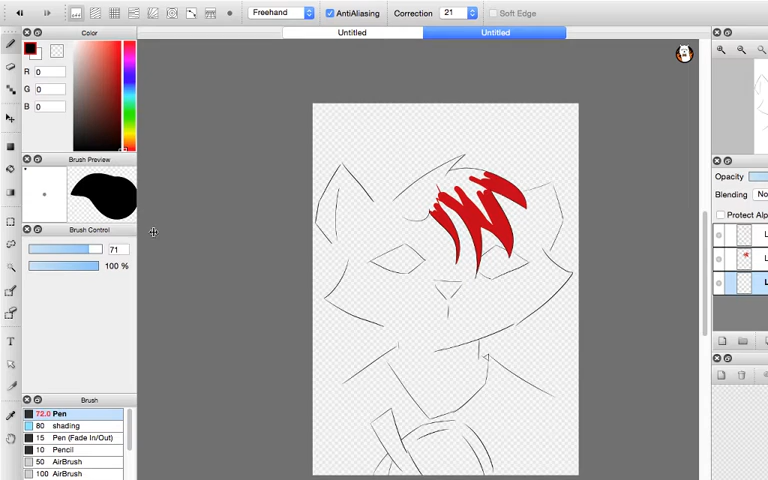 Freehand AntiAliasing Correction 21 Soft Edge
Untitled Untitled
Color
R 0
G 0
B 0
Brush Preview
Brush Control
71
100 %
Brush
72.0 Pen
80 shading
15 Pen (Fade In/Out)
10 Pencil
50 AirBrush
100 AirBrush
Opacity
Blending
Protect